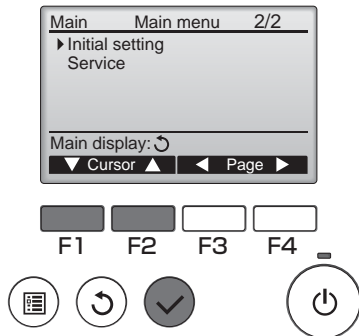 Main Main menu 2/2
Initial setting
Service
Main display:
Cursor Page
F1 F2 F3 F4